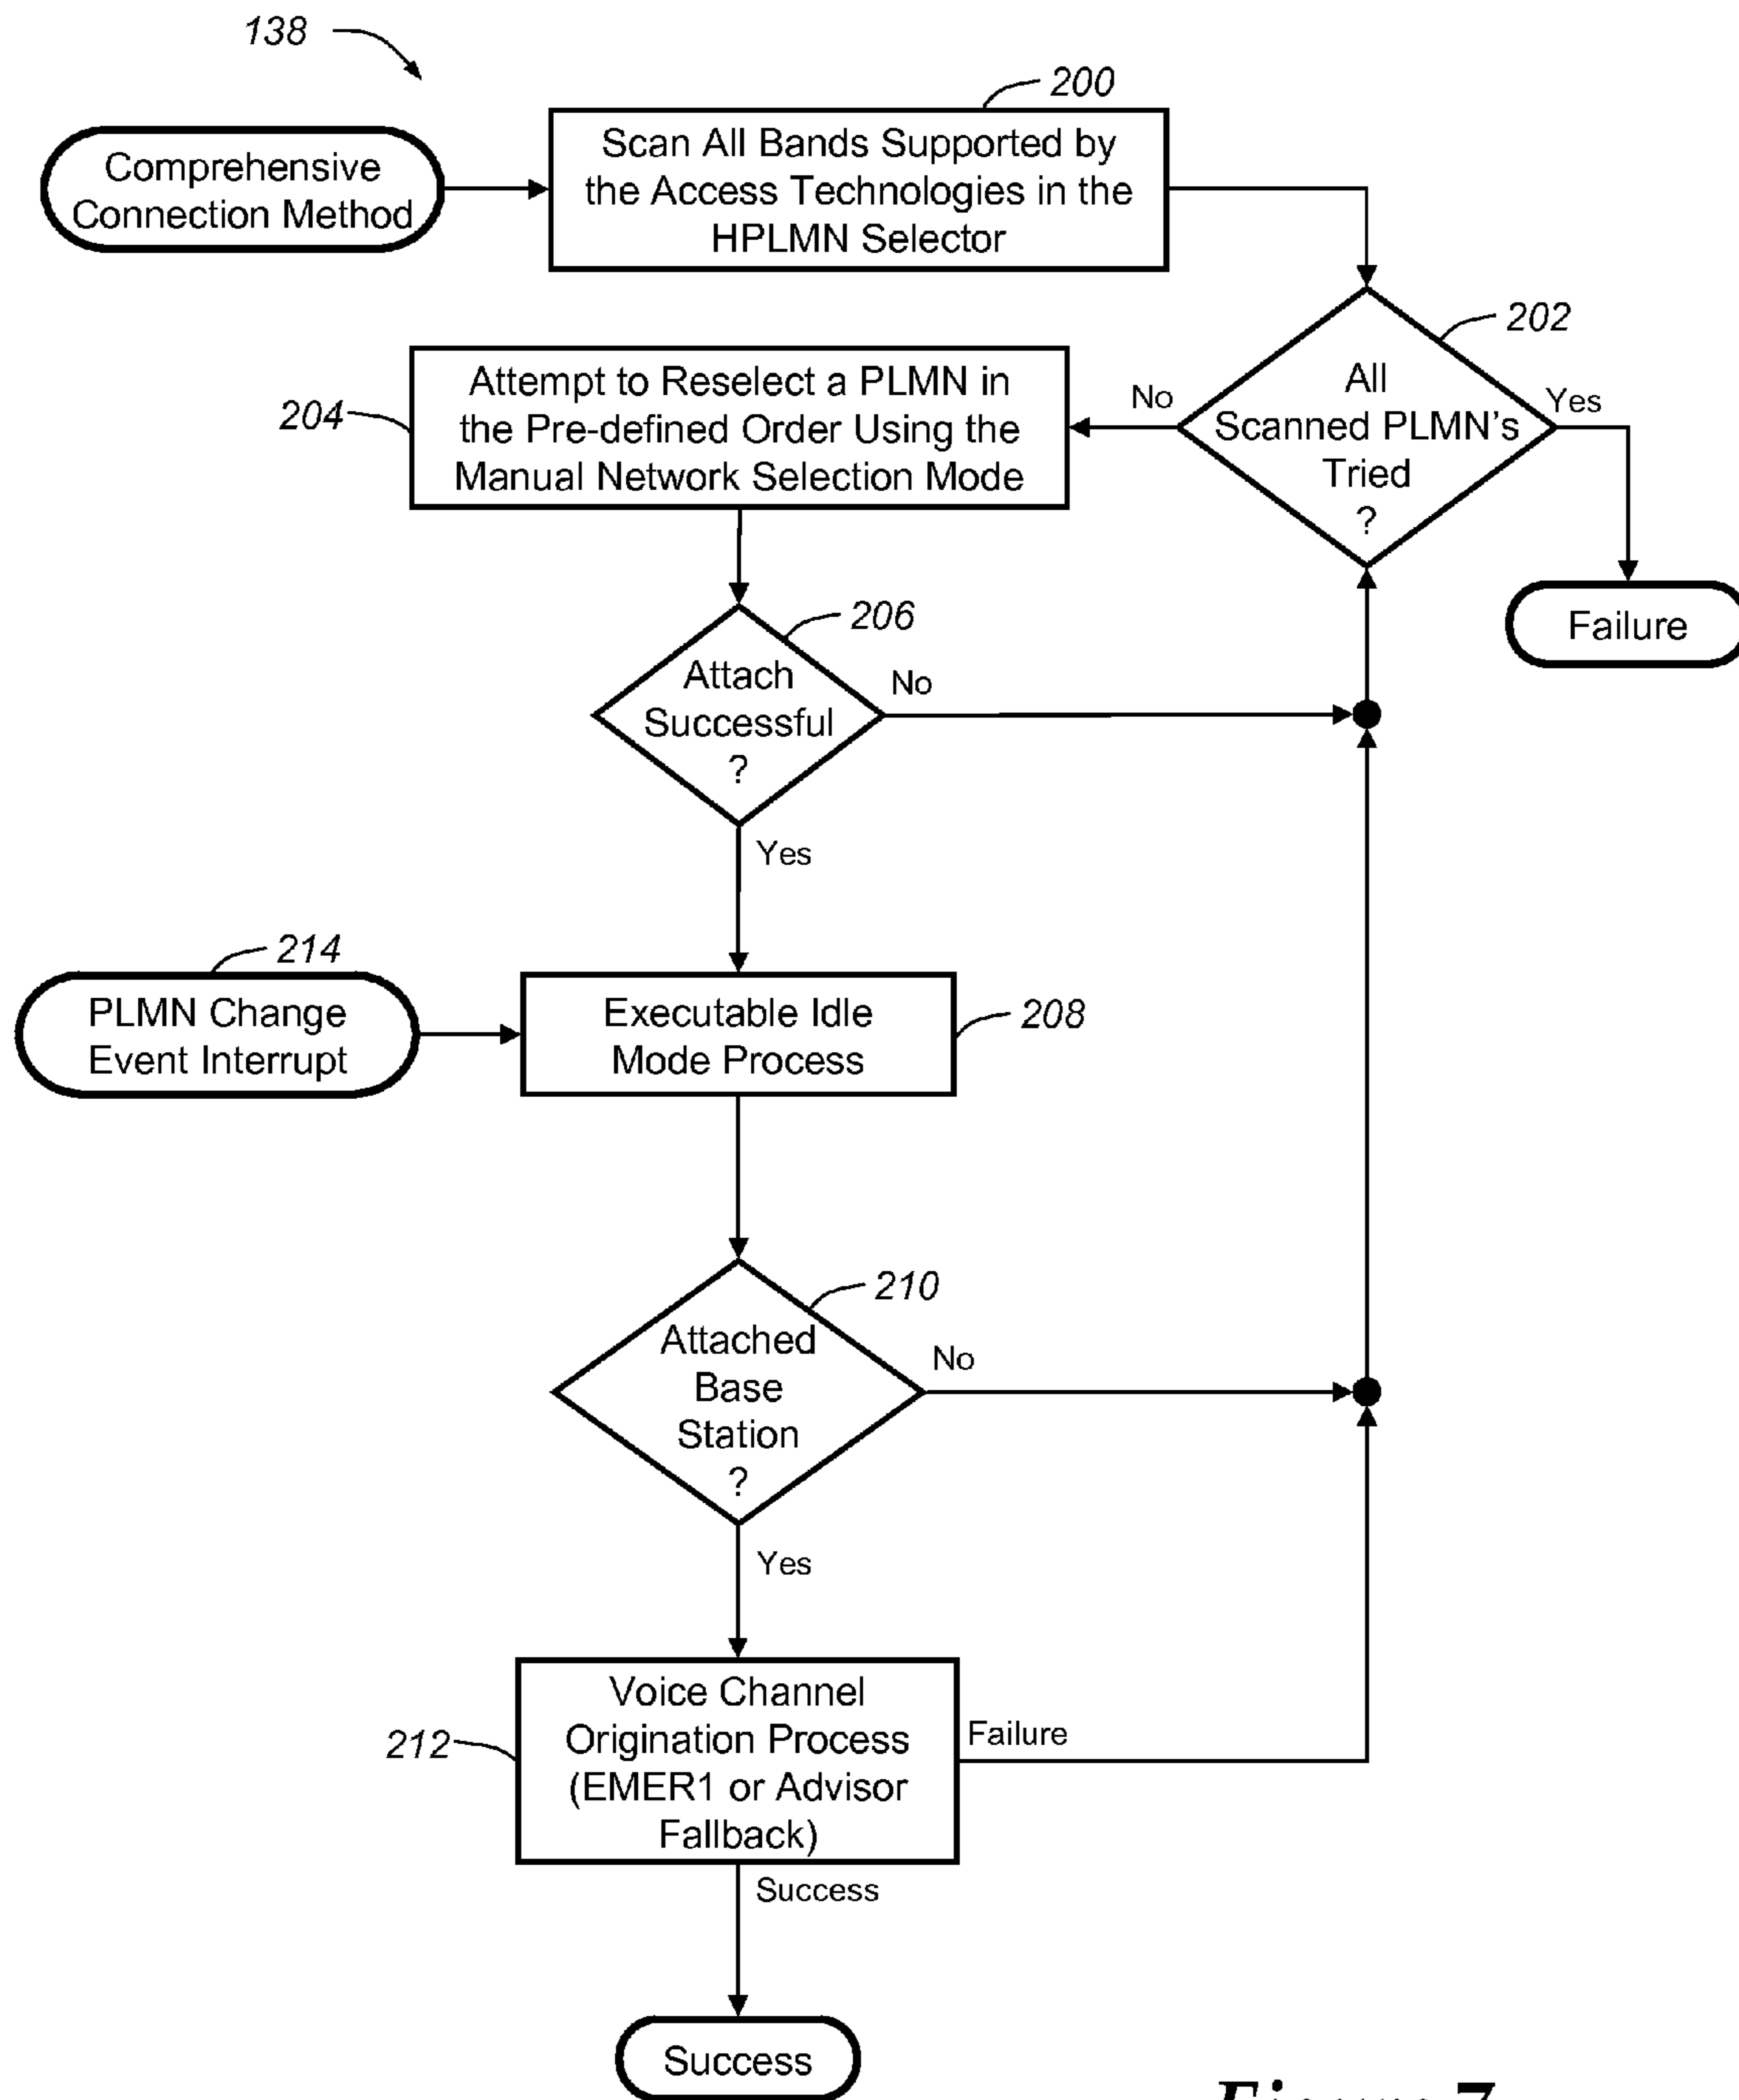 138
200
Comprehensive
Connection Method
Scan All Bands Supported by
the Access Technologies in the
HPLMN Selector
202
All
Scanned PLMN's
Tried
?
No
Yes
204
Attempt to Reselect a PLMN in
the Pre-defined Order Using the
Manual Network Selection Mode
Failure
206
Attach
Successful
?
No
Yes
214
PLMN Change
Event Interrupt
Executable Idle
Mode Process
208
210
Attached
Base
Station
?
No
Yes
212
Voice Channel
Origination Process
(EMER1 or Advisor
Fallback)
Failure
Success
Success
Figure 7